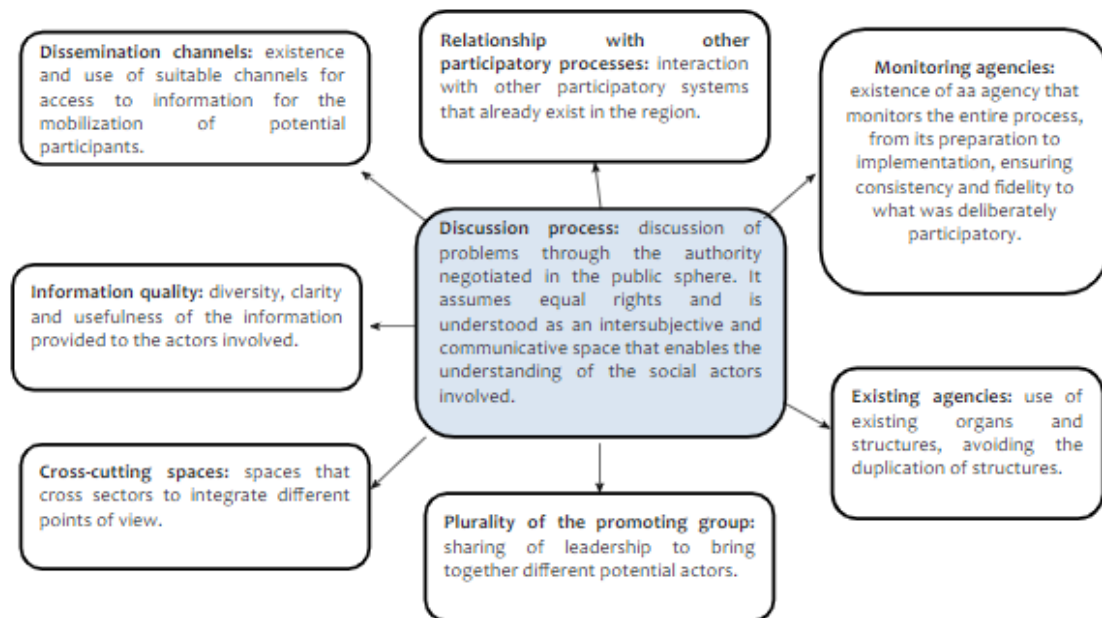 Dissemination channels: existence
and use of suitable channels for
access to information for the
mobilization of potential
participants.
Relationship with other
participatory processes: interaction
with other participatory systems
that already exist in the region.
Monitoring agencies:
existence of aa agency that
monitors the entire process,
from its preparation to
implementation, ensuring
consistency and fidelity to
what was deliberately
participatory.
Discussion process: discussion of
problems through the authority
negotiated in the public sphere. It
assumes equal rights and is
understood as an intersubjective and
communicative space that enables the
understanding of the social actors
involved.
Information quality: diversity, clarity
and usefulness of the information
provided to the actors involved.
Existing agencies: use of
existing organs and
structures, avoiding the
duplication of structures.
Cross-cutting spaces: spaces that
cross sectors to integrate different
points of view.
Plurality of the promoting group:
sharing of leadership to bring
together different potential actors.